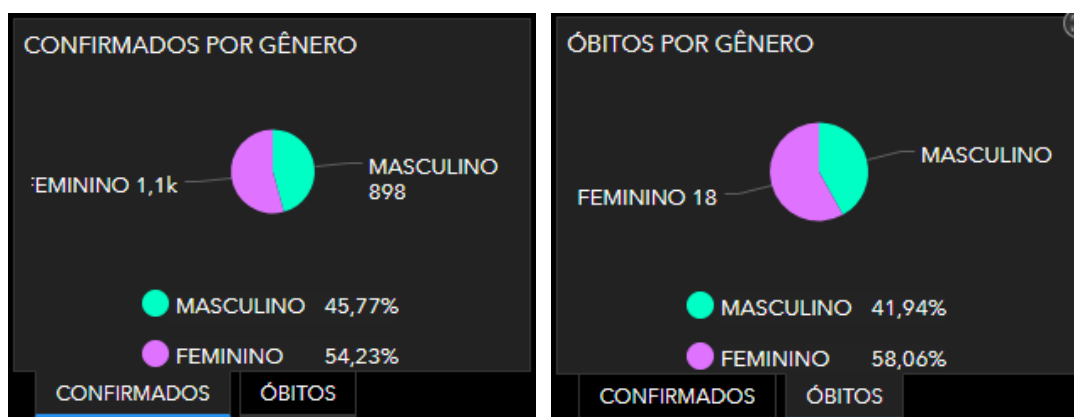 CONFIRMADOS POR GÊNERO
FEMININO 1,1k
MASCULINO
898
MASCULINO 45,77%
FEMININO 54,23%
CONFIRMADOS ÓBITOS
ÓBITOS POR GÊNERO
MASCULINO
FEMININO 18
MASCULINO 41,94%
FEMININO 58,06%
CONFIRMADOS ÓBITOS